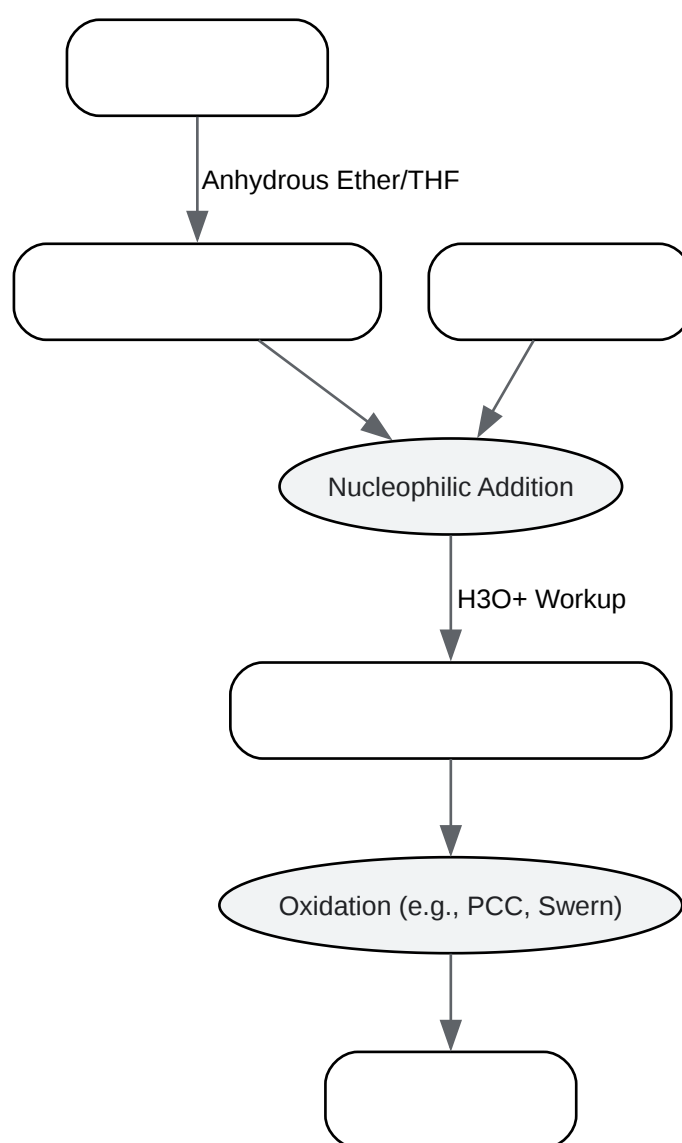 Anhydrous Ether/THF
Nucleophilic Addition
H3O+ Workup
Oxidation (e.g., PCC, Swern)